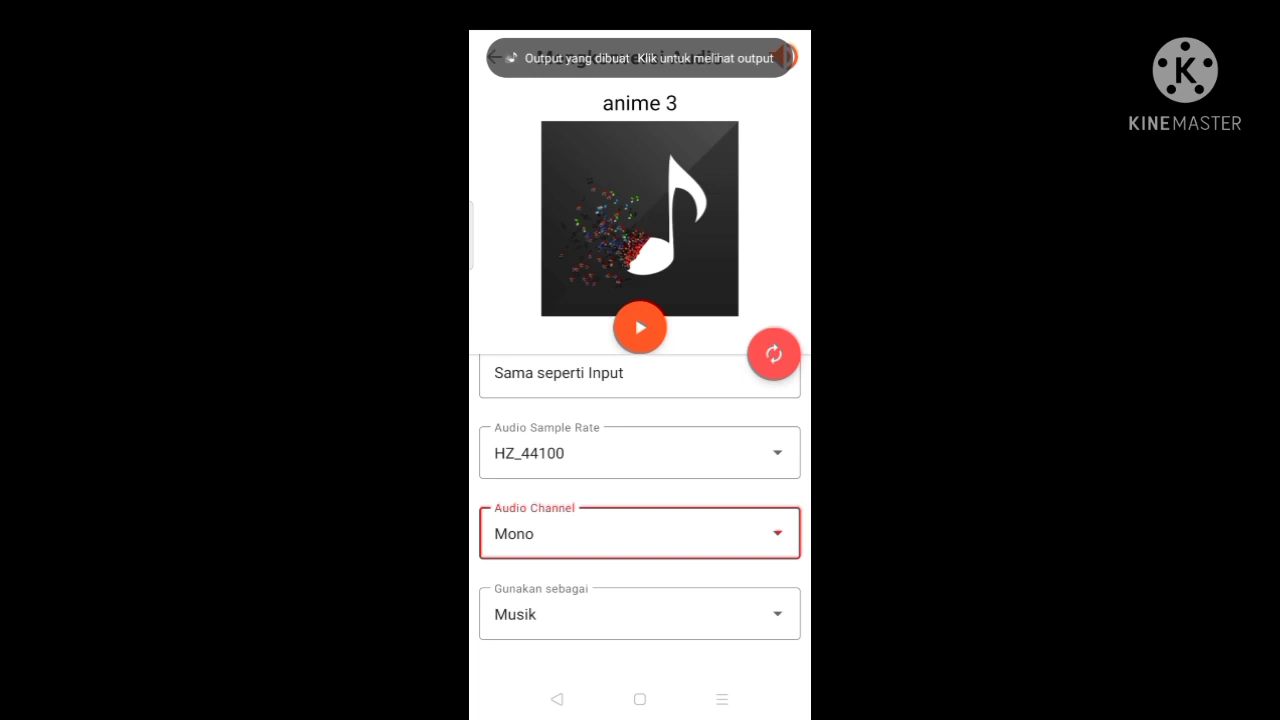 Output yang dibuat Klik untuk melihat output
anime 3
KINEMASTER
Sama seperti Input
Audio Sample Rate
HZ_44100
Audio Channel
Mono
Gunakan sebagai
Musik